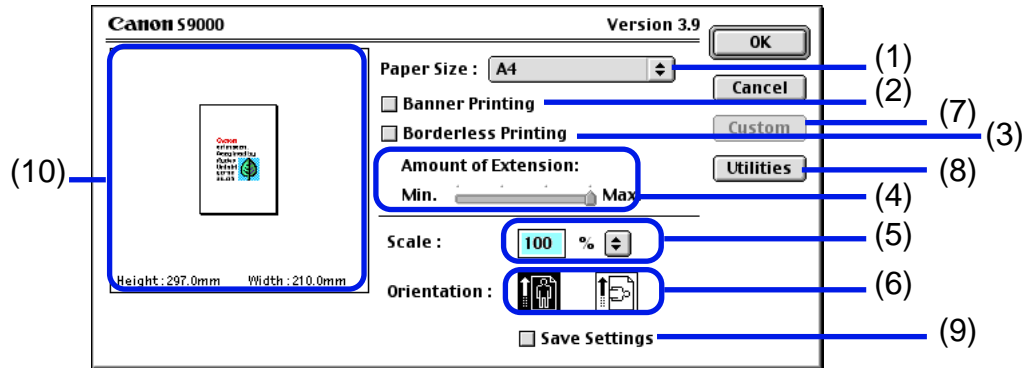 Canon S9000
Version 3.9
OK
Paper Size : A4
(1)
Cancel
(2)
Banner Printing
(7)
Custom
Borderless Printing
(3)
Amount of Extension:
Utilities
(8)
(10)
Min. Max
(4)
Scale : 100 %
(5)
Height : 297.0mm Width : 210.0mm
Orientation :
(6)
Save Settings
(9)
Canon